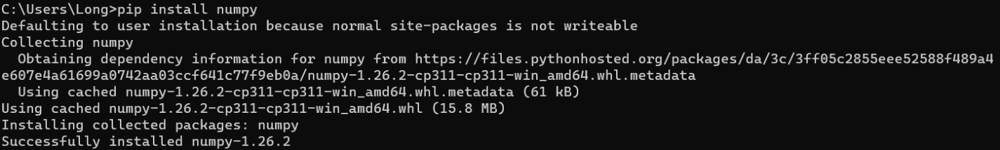 C:\Users\Long>pip install numpy
Defaulting to user installation because normal site-packages is not writeable
Collecting numpy
  Obtaining dependency information for numpy from https://files.pythonhosted.org/packages/da/3c/3ff05c2855eee52588f489a4
e607e4a61699a0742aa03ccf641c77f9eb0a/numpy-1.26.2-cp311-cp311-win_amd64.whl.metadata
  Using cached numpy-1.26.2-cp311-cp311-win_amd64.whl.metadata (61 kB)
Using cached numpy-1.26.2-cp311-cp311-win_amd64.whl (15.8 MB)
Installing collected packages: numpy
Successfully installed numpy-1.26.2